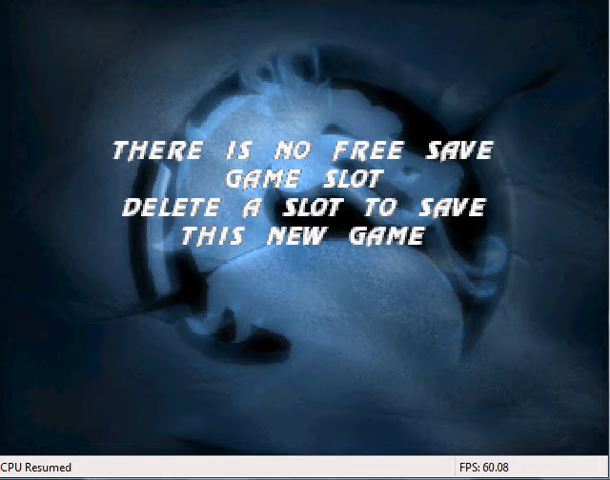 THERE IS NO FREE SAVE
GAME SLOT
DELETE A SLOT TO SAVE
THIS NEW GAME
CPU Resumed
FPS: 60.08